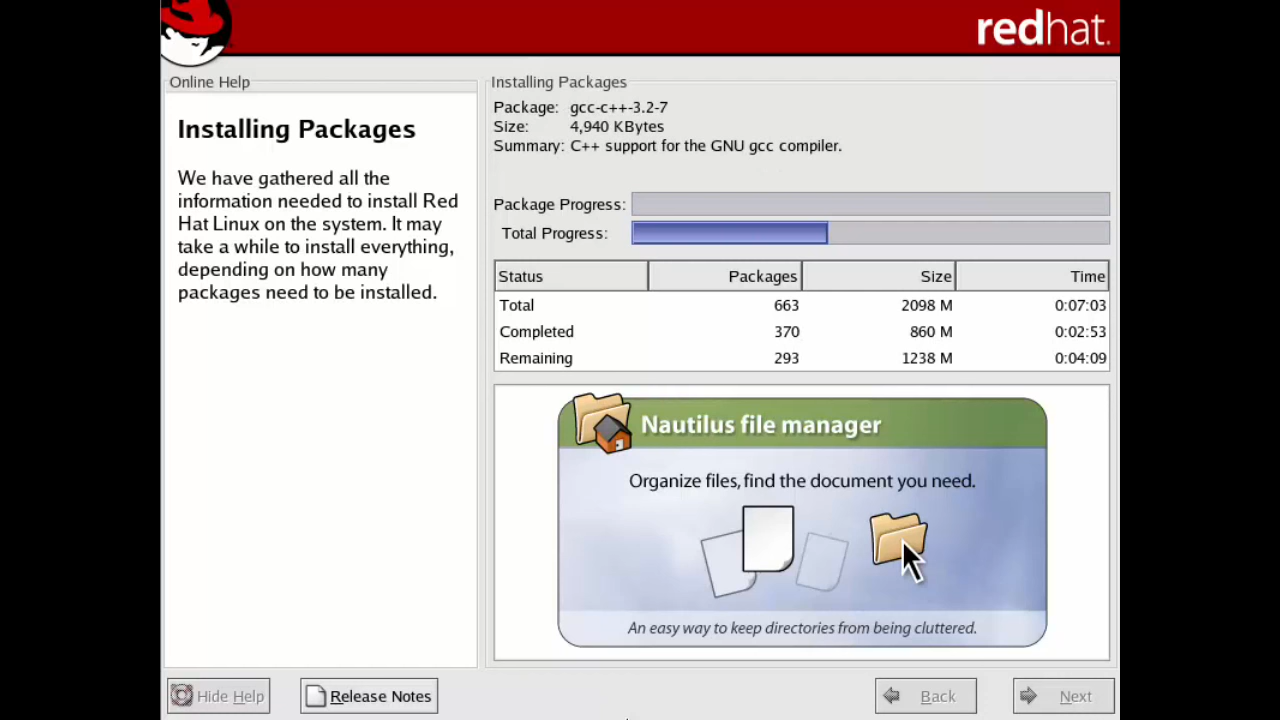 redhat.
Online Help
Installing Packages
We have gathered all the
information needed to install Red
Hat Linux on the system. It may
take a while to install everything,
depending on how many
packages need to be installed.
Installing Packages
Package: gcc-c++-3.2-7
Size: 4,940 KBytes
Summary: C++ support for the GNU gcc compiler.
Package Progress:
Total Progress:
Status Packages Size Time
Total 663 2098 M 0:07:03
Completed 370 860 M 0:02:53
Remaining 293 1238 M 0:04:09
Nautilus file manager
Organize files, find the document you need.
An easy way to keep directories from being cluttered.
Hide Help Release Notes Back Next